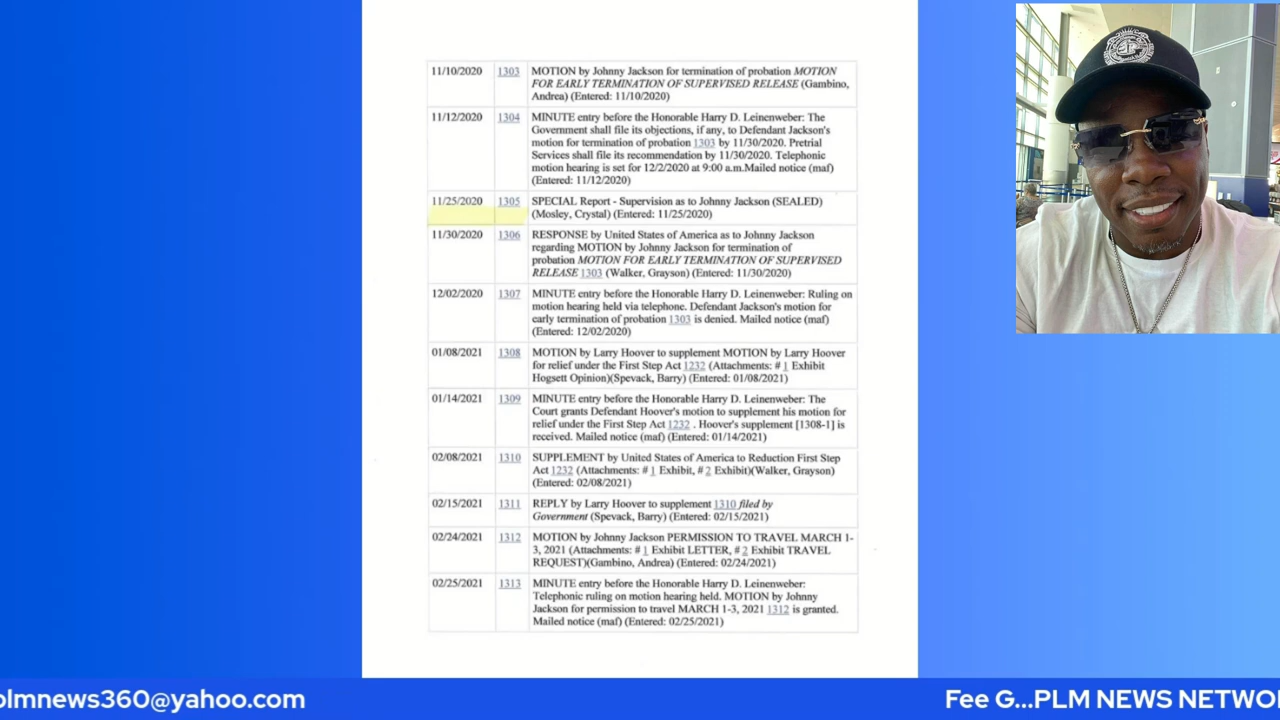 11/10/2020 1303 MOTION by Johnny Jackson for termination of probation MOTION
FOR EARLY TERMINATION OF SUPERVISED RELEASE (Gambino,
Andrea) (Entered: 11/10/2020)
11/12/2020 1304 MINUTE entry before the Honorable Harry D. Leinenweber: The
Government shall file its objections, if any, to Defendant Jackson's
motion for termination of probation 1303 by 11/30/2020. Pretrial
Services shall file its recommendation by 11/30/2020. Telephonic
motion hearing is set for 12/2/2020 at 9:00 a.m.Mailed notice (maf)
(Entered: 11/12/2020)
11/25/2020 1305 SPECIAL Report - Supervision as to Johnny Jackson (SEALED)
(Mosley, Crystal) (Entered: 11/25/2020)
11/30/2020 1306 RESPONSE by United States of America as to Johnny Jackson
regarding MOTION by Johnny Jackson for termination of
probation MOTION FOR EARLY TERMINATION OF SUPERVISED
RELEASE 1303 (Walker, Grayson) (Entered: 11/30/2020)
12/02/2020 1307 MINUTE entry before the Honorable Harry D. Leinenweber: Ruling on
motion hearing held via telephone. Defendant Jackson's motion for
early termination of probation 1303 is denied. Mailed notice (maf)
(Entered: 12/02/2020)
01/08/2021 1308 MOTION by Larry Hoover to supplement MOTION by Larry Hoover
for relief under the First Step Act 1232 (Attachments: # 1 Exhibit
Hogsett Opinion)(Spevack, Barry) (Entered: 01/08/2021)
01/14/2021 1309 MINUTE entry before the Honorable Harry D. Leinenweber: The
Court grants Defendant Hoover's motion to supplement his motion for
relief under the First Step Act 1232 . Hoover's supplement [1308-1] is
received. Mailed notice (maf) (Entered: 01/14/2021)
02/08/2021 1310 SUPPLEMENT by United States of America to Reduction First Step
Act 1232 (Attachments: # 1 Exhibit, # 2 Exhibit)(Walker, Grayson)
(Entered: 02/08/2021)
02/15/2021 1311 REPLY by Larry Hoover to supplement 1310 filed by
Government (Spevack, Barry) (Entered: 02/15/2021)
02/24/2021 1312 MOTION by Johnny Jackson PERMISSION TO TRAVEL MARCH 1-
3, 2021 (Attachments: # 1 Exhibit LETTER, # 2 Exhibit TRAVEL
REQUEST)(Gambino, Andrea) (Entered: 02/24/2021)
02/25/2021 1313 MINUTE entry before the Honorable Harry D. Leinenweber:
Telephonic ruling on motion hearing held. MOTION by Johnny
Jackson for permission to travel MARCH 1-3, 2021 1312 is granted.
Mailed notice (maf) (Entered: 02/25/2021)
plmnews360@yahoo.com
Fee G...PLM NEWS NETWO